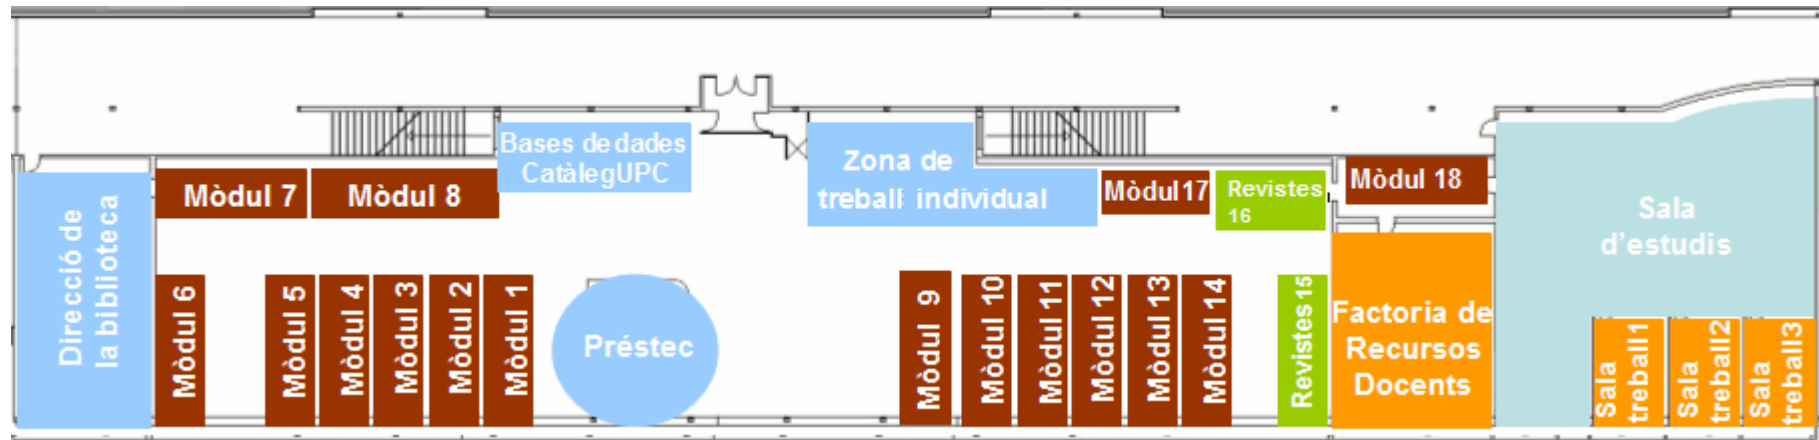 Bases de dades
CatàlegUPC
Zona de
treball individual
Mòdul 7
Mòdul 8
Mòdul17
Revistes
16
Mòdul 18
Sala
d'estudis
Direcció de
la biblioteca
Mòdul 6
Mòdul 5
Mòdul 4
Mòdul 3
Mòdul 2
Mòdul 1
Préstec
Mòdul 9
Mòdul 10
Mòdul 11
Mòdul 12
Mòdul 13
Mòdul 14
Revistes 15
Factoria de
Recursos
Docents
Sala
treball1
Sala
treball2
Sala
treball3